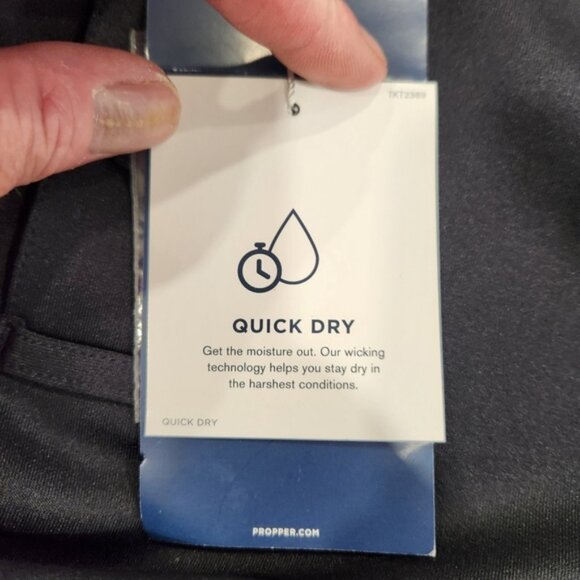 TKT2389
QUICK DRY
Get the moisture out. Our wicking
technology helps you stay dry in
the harshest conditions.
QUICK DRY
PROPPER.COM